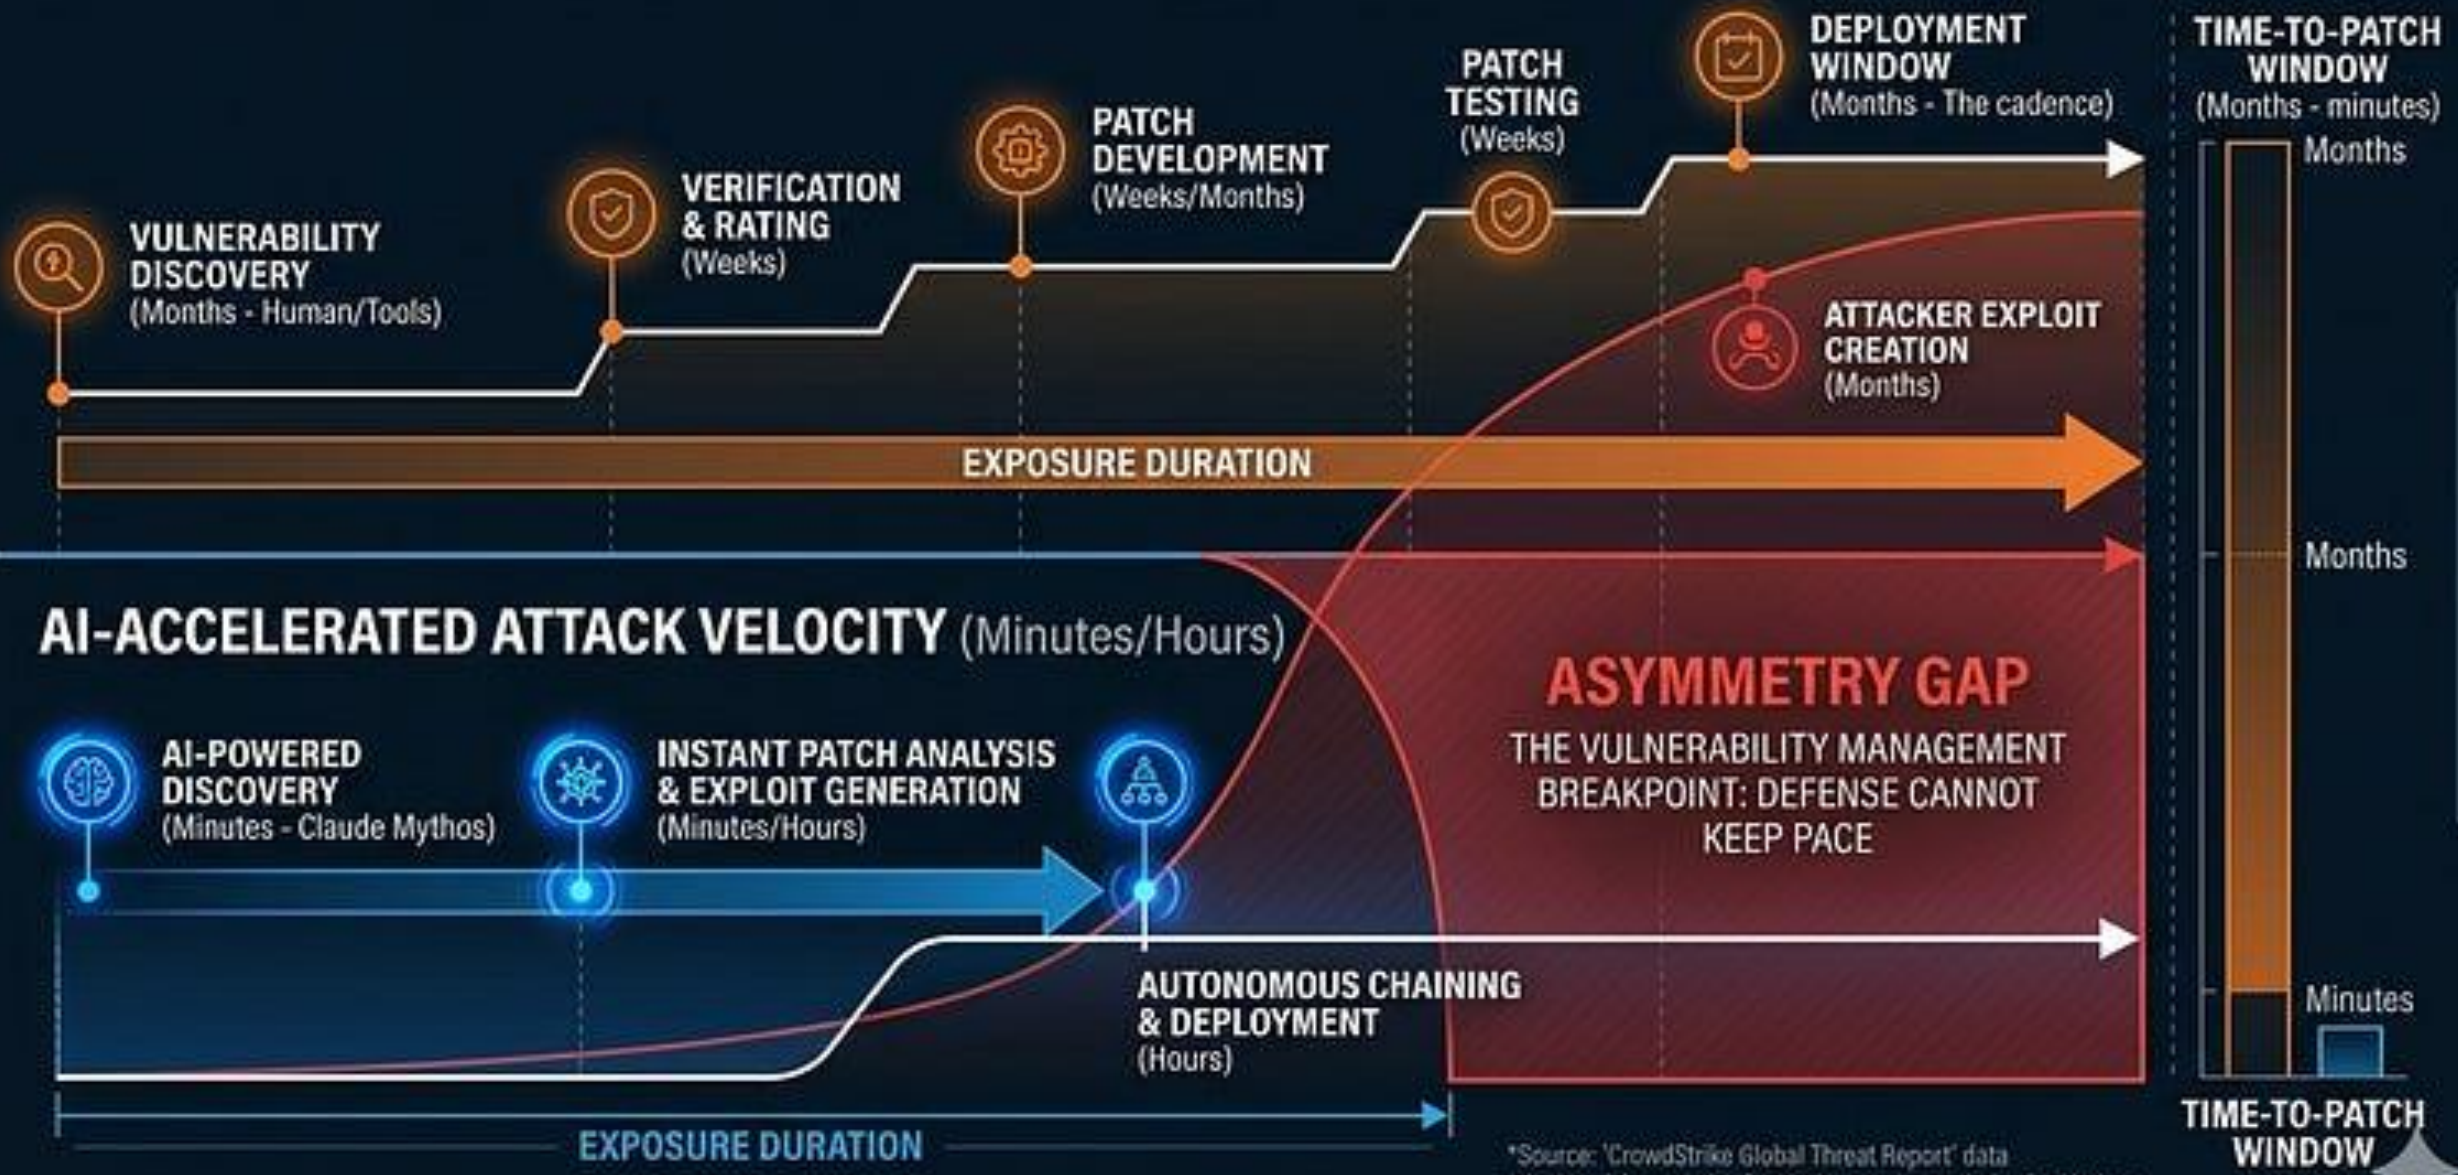 VULNERABILITY
DISCOVERY
(Months - Human/Tools)
VERIFICATION
& RATING
(Weeks)
PATCH
DEVELOPMENT
(Weeks/Months)
PATCH
TESTING
(Weeks)
DEPLOYMENT
WINDOW
(Months - The cadence)
ATTACKER EXPLOIT
CREATION
(Months)
EXPOSURE DURATION
AI-ACCELERATED ATTACK VELOCITY (Minutes/Hours)
AI-POWERED
DISCOVERY
(Minutes - Claude Mythos)
INSTANT PATCH ANALYSIS
& EXPLOIT GENERATION
(Minutes/Hours)
AUTONOMOUS CHAINING
& DEPLOYMENT
(Hours)
ASYMMETRY GAP
THE VULNERABILITY MANAGEMENT
BREAKPOINT: DEFENSE CANNOT
KEEP PACE
EXPOSURE DURATION
*Source: 'CrowdStrike Global Threat Report' data
TIME-TO-PATCH
WINDOW
(Months - minutes)
Months
Months
Minutes
TIME-TO-PATCH
WINDOW